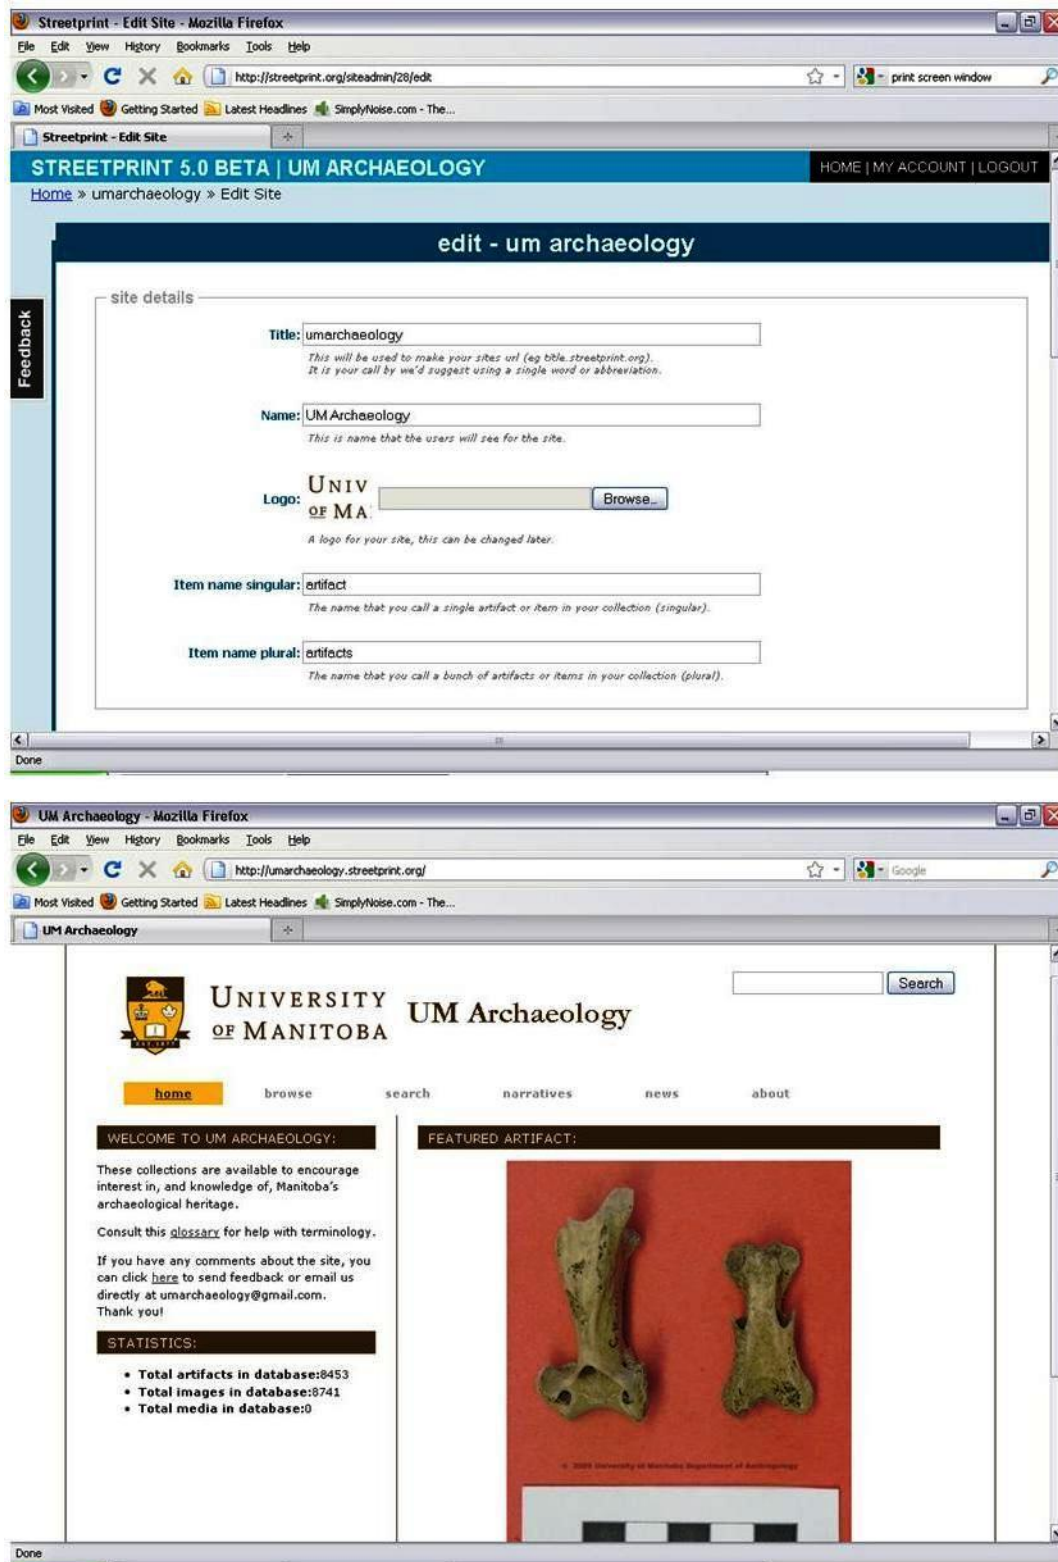 Streetprint - Edit Site - Mozilla Firefox
File Edit View History Bookmarks Tools Help
http://streetprint.org/siteadmin/28/edit
print screen window
Most Visited Getting Started Latest Headlines SimplyNoise.com - The...
Streetprint - Edit Site
STREETPRINT 5.0 BETA | UM ARCHAEOLOGY
HOME | MY ACCOUNT | LOGOUT
Home » umarchaeology » Edit Site
edit - um archaeology
Feedback
site details
Title: umarchaeology
This will be used to make your sites url (eg title.streetprint.org).
It is your call by we'd suggest using a single word or abbreviation.
Name: UM Archaeology
This is name that the users will see for the site.
Logo: UNIV
OF MA
Browse...
A logo for your site, this can be changed later.
Item name singular: artifact
The name that you call a single artifact or item in your collection (singular).
Item name plural: artifacts
The name that you call a bunch of artifacts or items in your collection (plural).
Done
UM Archaeology - Mozilla Firefox
File Edit View History Bookmarks Tools Help
http://umarchaeology.streetprint.org/
Google
Most Visited Getting Started Latest Headlines SimplyNoise.com - The...
UM Archaeology
UNIVERSITY
OF MANITOBA
UM Archaeology
Search
home browse search narratives news about
WELCOME TO UM ARCHAEOLOGY:
These collections are available to encourage
interest in, and knowledge of, Manitoba's
archaeological heritage.
Consult this glossary for help with terminology.
If you have any comments about the site, you
can click here to send feedback or email us
directly at umarchaeology@gmail.com.
Thank you!
STATISTICS:
• Total artifacts in database:8453
• Total images in database:8741
• Total media in database:0
FEATURED ARTIFACT:
© 2009 University of Manitoba Department of Anthropology
Done